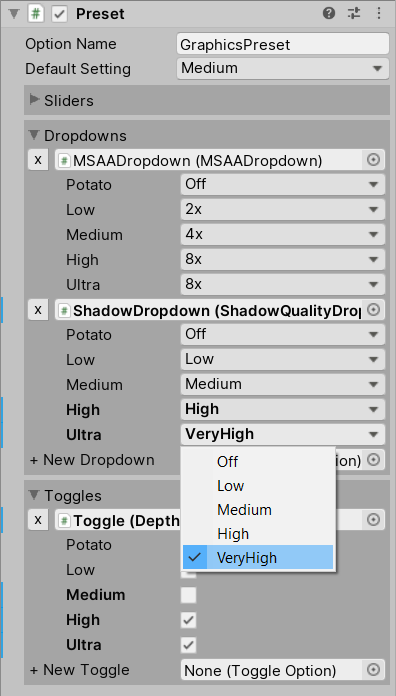 Preset
Option Name GraphicsPreset
Default Setting Medium
Sliders
Dropdowns
x # MSAADropdown (MSAADropdown)
Potato Off
Low 2x
Medium 4x
High 8x
Ultra 8x
x # ShadowDropdown (ShadowQualityDrop
Potato Off
Low Low
Medium Medium
High High
Ultra VeryHigh
+ New Dropdown ion)
Off
Low
Medium
High
VeryHigh
Toggles
x # Toggle (Depth
Potato
Low
Medium
High
Ultra
+ New Toggle None (Toggle Option)